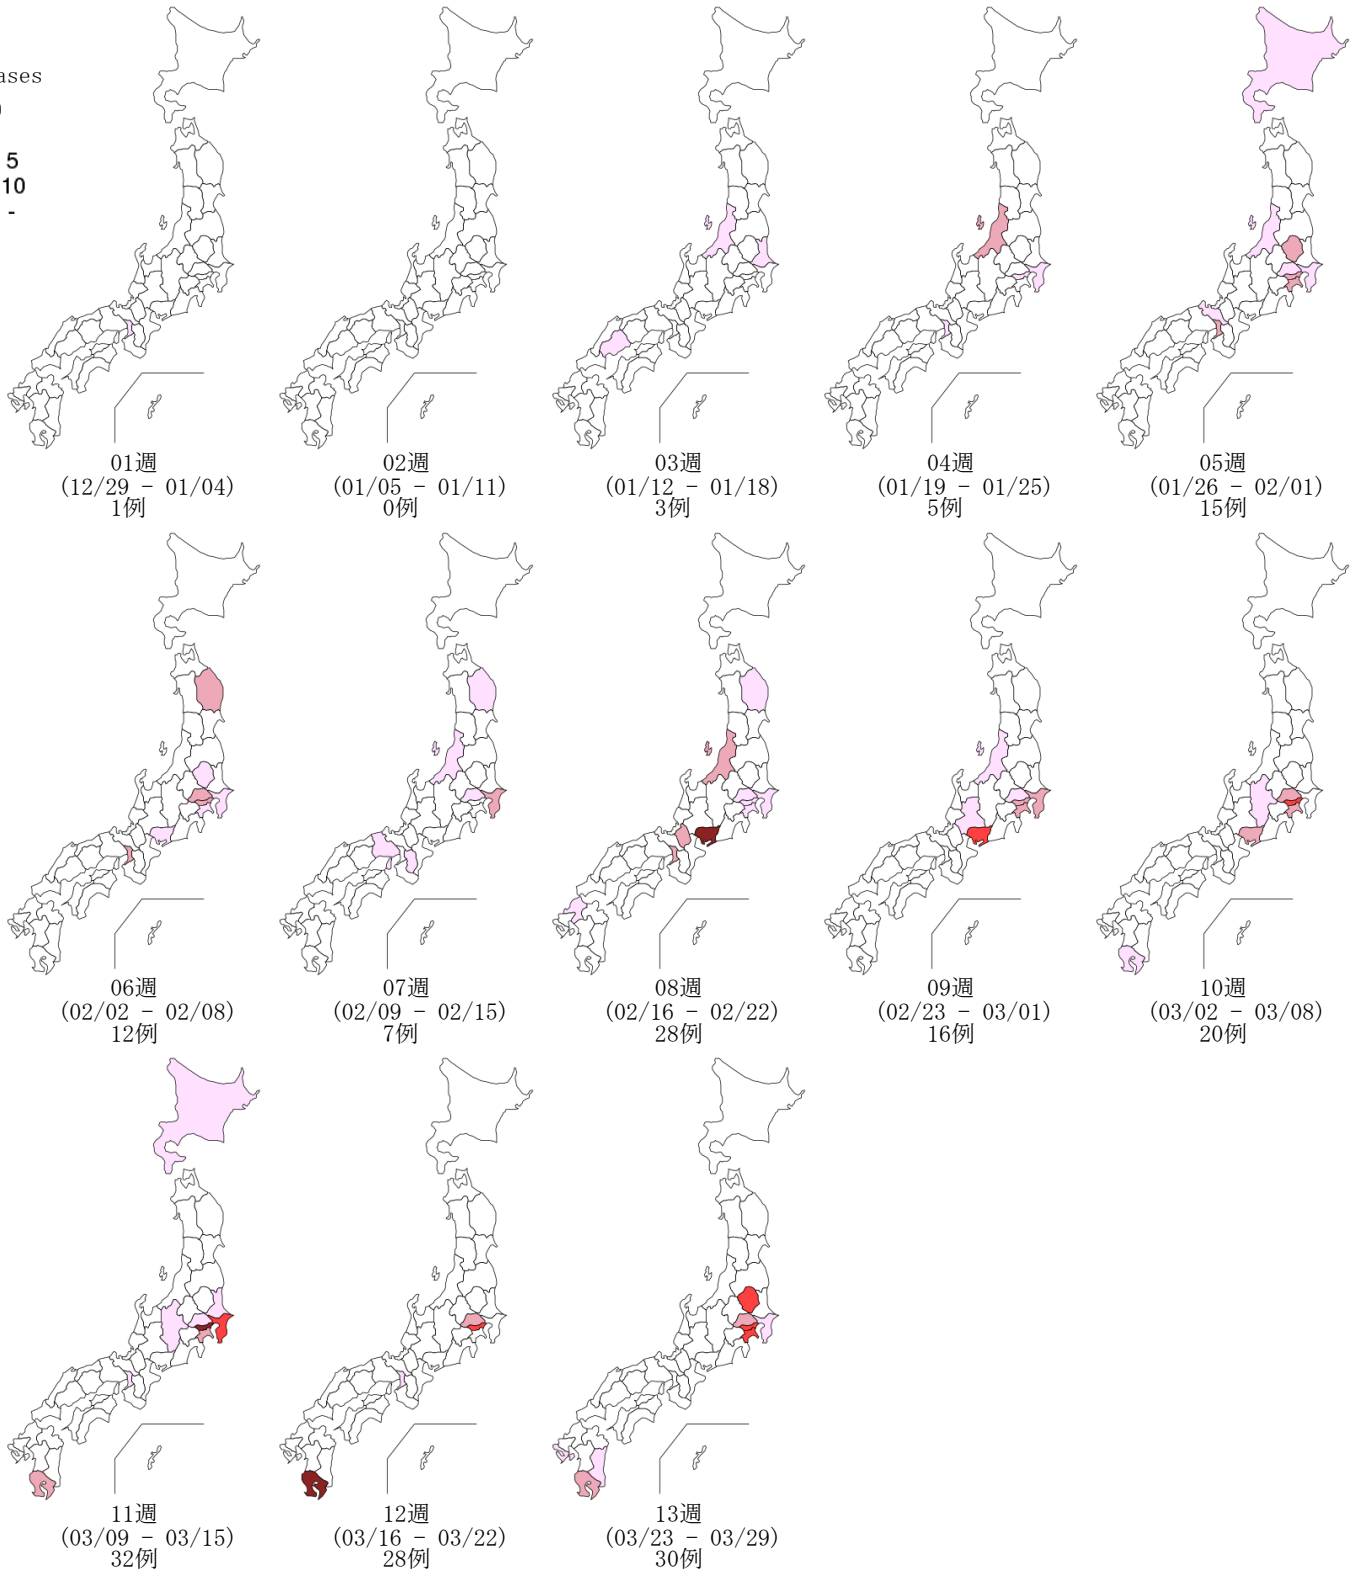 ases
5
10
-
01週
(12/29 - 01/04)
1例
02週
(01/05 - 01/11)
0例
03週
(01/12 - 01/18)
3例
04週
(01/19 - 01/25)
5例
05週
(01/26 - 02/01)
15例
06週
(02/02 - 02/08)
12例
07週
(02/09 - 02/15)
7例
08週
(02/16 - 02/22)
28例
09週
(02/23 - 03/01)
16例
10週
(03/02 - 03/08)
20例
11週
(03/09 - 03/15)
32例
12週
(03/16 - 03/22)
28例
13週
(03/23 - 03/29)
30例